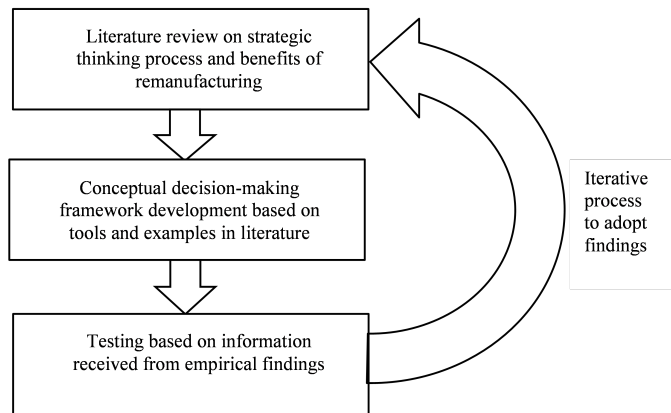 Literature review on strategic
thinking process and benefits of
remanufacturing
Conceptual decision-making
framework development based on
tools and examples in literature
Testing based on information
received from empirical findings
Iterative
process
to adopt
findings